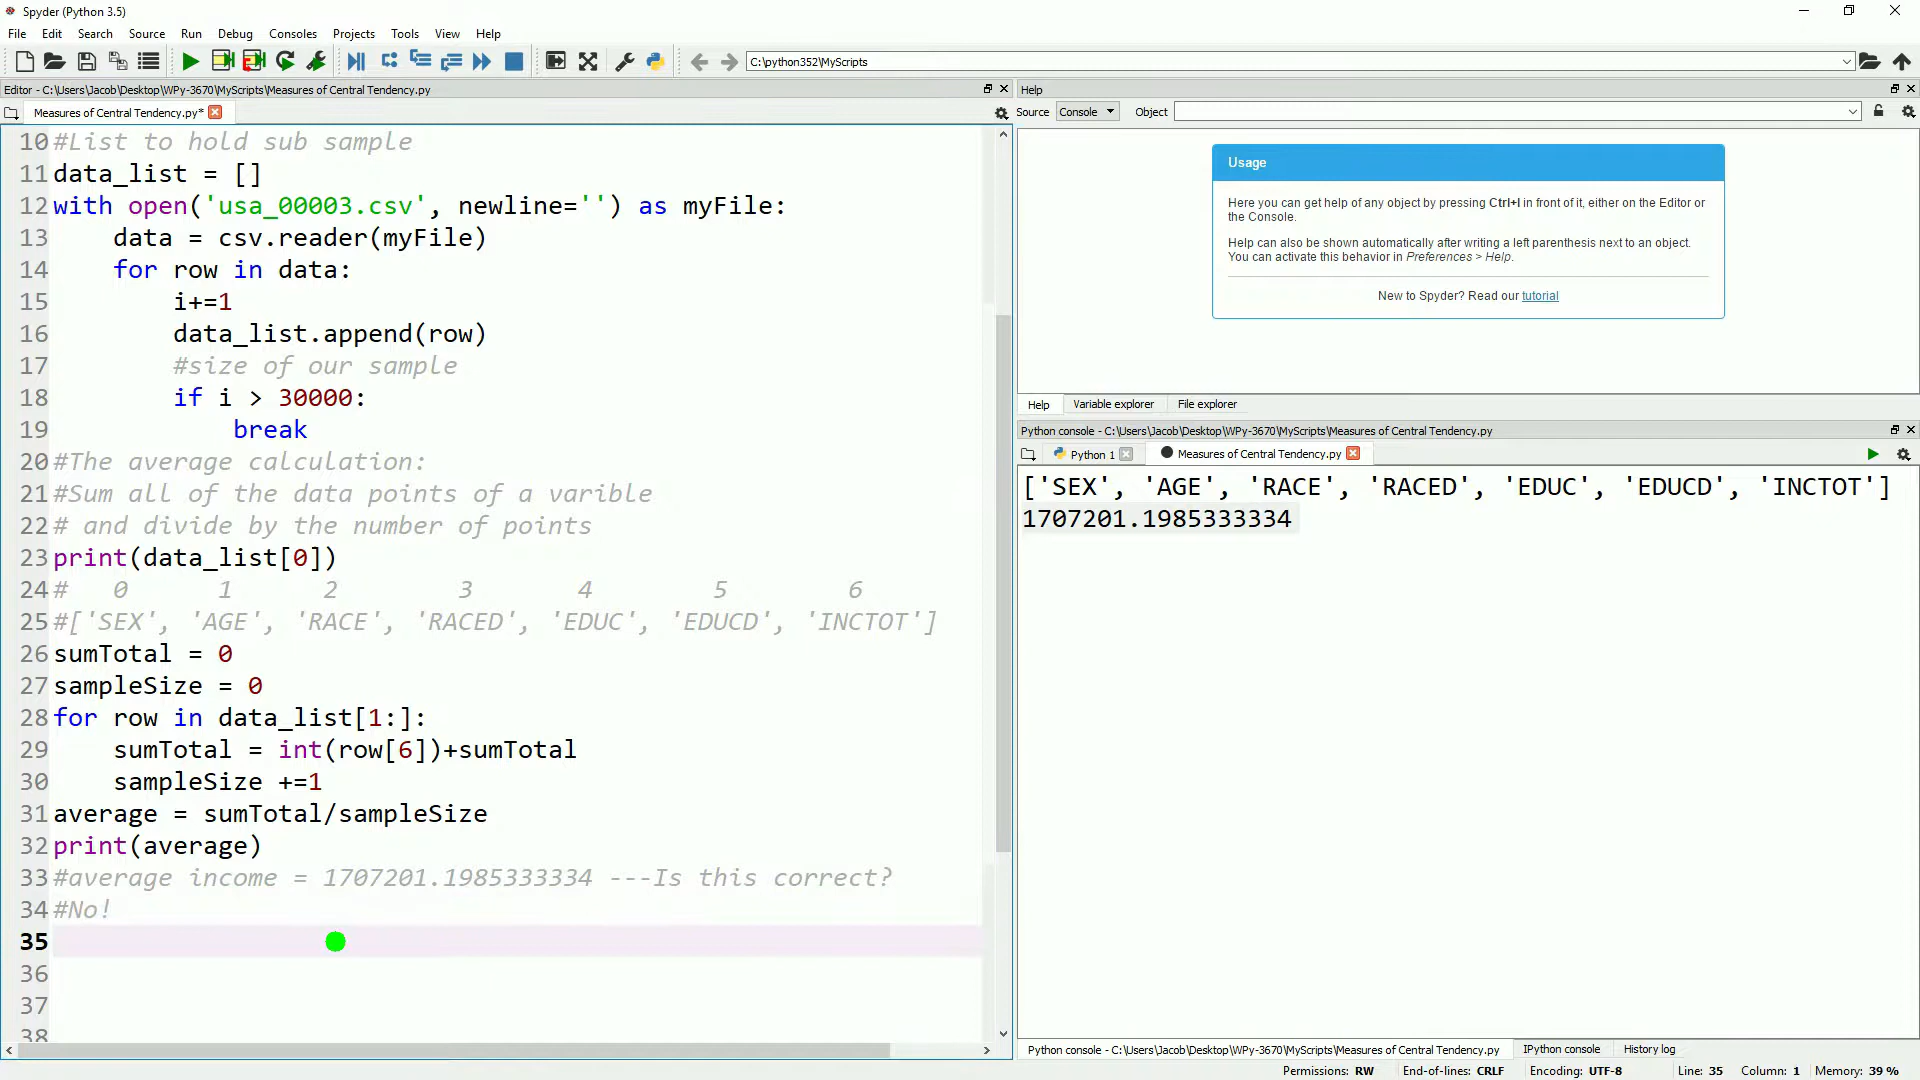 Spyder (Python 3.5)
File Edit Search Source Run Debug Consoles Projects Tools View Help
C:\python352\MyScripts
Editor - C:\Users\Jacob\Desktop\WPy-3670\MyScripts\Measures of Central Tendency.py
Measures of Central Tendency.py*
10 #List to hold sub sample
11 data_list = []
12 with open('usa_00003.csv', newline='') as myFile:
13     data = csv.reader(myFile)
14     for row in data:
15         i+=1
16         data_list.append(row)
17         #size of our sample
18         if i > 30000:
19             break
20 #The average calculation:
21 #Sum all of the data points of a varible
22 # and divide by the number of points
23 print(data_list[0])
24 #   0      1      2        3       4        5        6
25 #['SEX', 'AGE', 'RACE', 'RACED', 'EDUC', 'EDUCD', 'INCTOT']
26 sumTotal = 0
27 sampleSize = 0
28 for row in data_list[1:]:
29     sumTotal = int(row[6])+sumTotal
30     sampleSize +=1
31 average = sumTotal/sampleSize
32 print(average)
33 #average income = 1707201.1985333334 ---Is this correct?
34 #No!
35
36
37
38
Help
Source Console Object
Usage
Here you can get help of any object by pressing Ctrl+I in front of it, either on the Editor or
the Console.
Help can also be shown automatically after writing a left parenthesis next to an object.
You can activate this behavior in Preferences > Help.
New to Spyder? Read our tutorial
Help Variable explorer File explorer
Python console - C:\Users\Jacob\Desktop\WPy-3670\MyScripts\Measures of Central Tendency.py
Python 1 Measures of Central Tendency.py
['SEX', 'AGE', 'RACE', 'RACED', 'EDUC', 'EDUCD', 'INCTOT']
1707201.1985333334
Python console - C:\Users\Jacob\Desktop\WPy-3670\MyScripts\Measures of Central Tendency.py IPython console History log
Permissions: RW End-of-lines: CRLF Encoding: UTF-8 Line: 35 Column: 1 Memory: 39 %